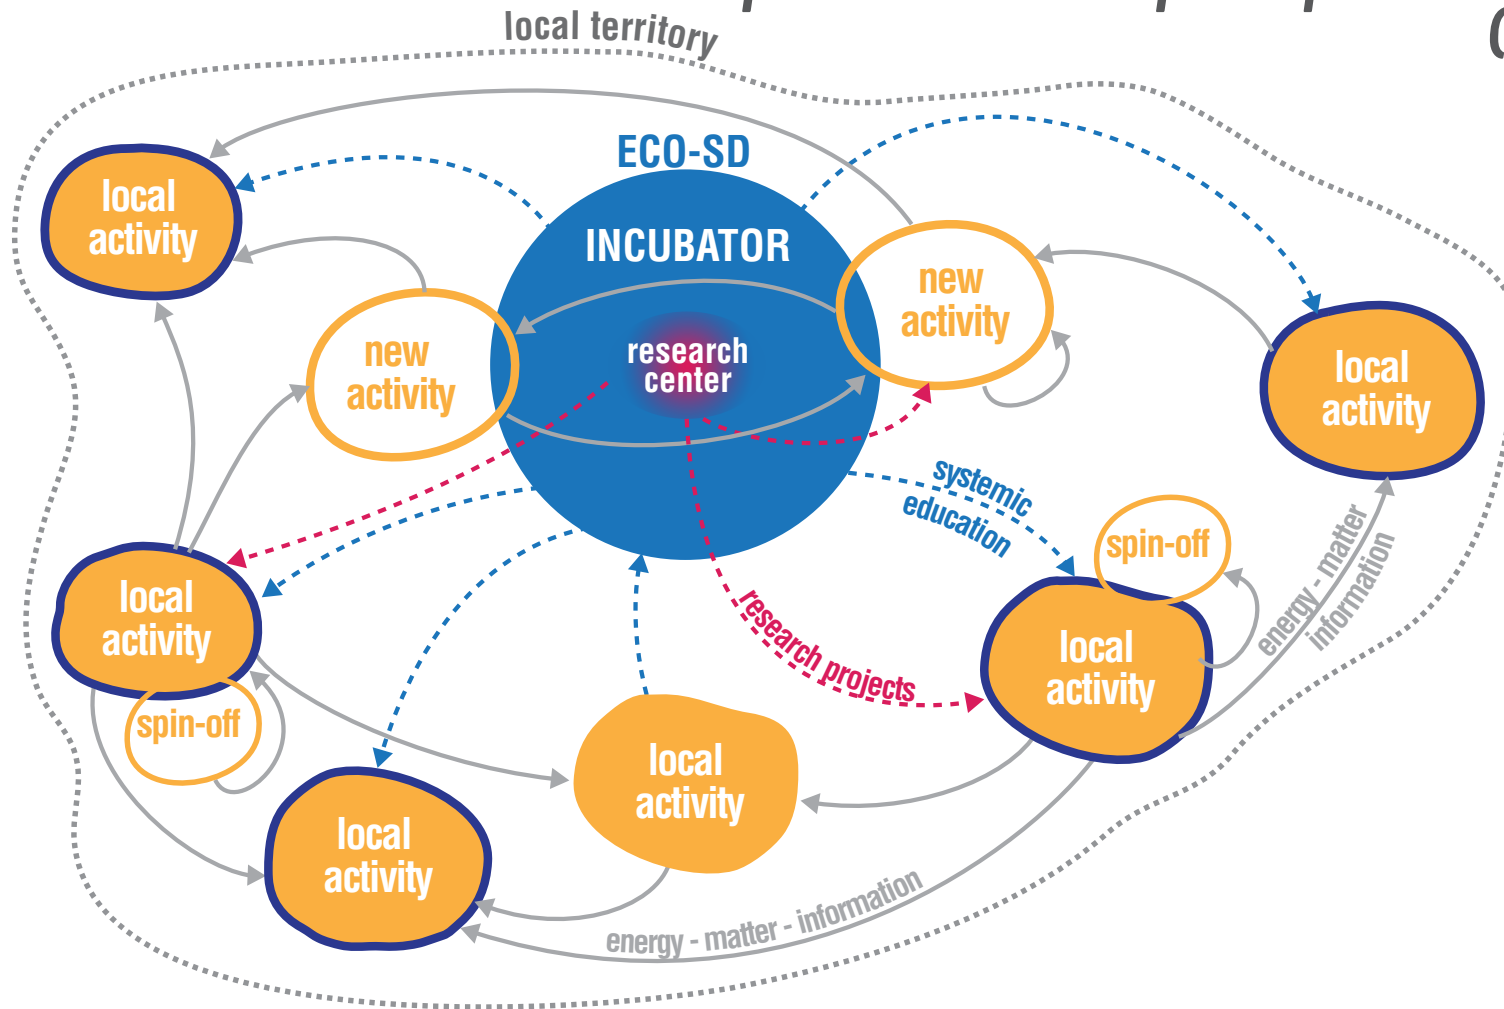 local territory
ECO-SD
INCUBATOR
local
activity
new
activity
research
center
new
activity
local
activity
systemic
education
spin-off
energy - matter
information
local
activity
research projects
local
activity
spin-off
local
activity
local
activity
energy - matter - information